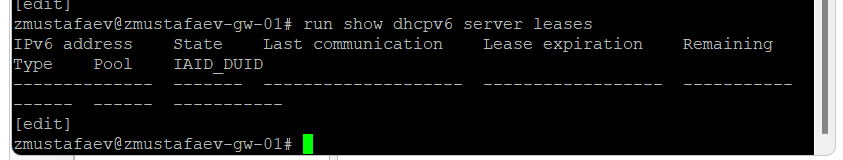 [edit]
zmustafaev@zmustafaev-gw-01# run show dhcpv6 server leases
IPv6 address    State    Last communication    Lease expiration    Remaining
Type    Pool    IAID_DUID
--------------  -------  --------------------  ------------------  -----------
------  ------  -----------
[edit]
zmustafaev@zmustafaev-gw-01#